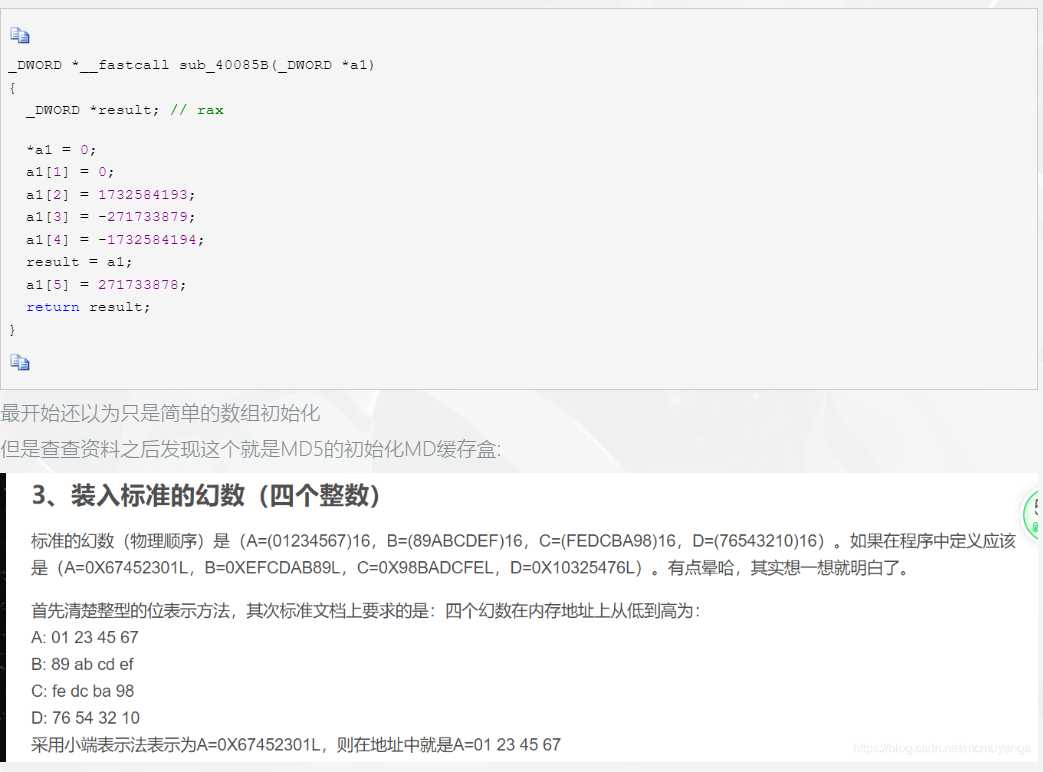 _DWORD *__fastcall sub_40085B(_DWORD *a1)
{
  _DWORD *result; // rax

  *a1 = 0;
  a1[1] = 0;
  a1[2] = 1732584193;
  a1[3] = -271733879;
  a1[4] = -1732584194;
  result = a1;
  a1[5] = 271733878;
  return result;
}
最开始还以为只是简单的数组初始化
但是查查资料之后发现这个就是MD5的初始化MD缓存盒:
3、装入标准的幻数（四个整数）
标准的幻数（物理顺序）是（A=(01234567)16，B=(89ABCDEF)16，C=(FEDCBA98)16，D=(76543210)16）。如果在程序中定义应该
是（A=0X67452301L，B=0XEFCDAB89L，C=0X98BADCFEL，D=0X10325476L）。有点晕哈，其实想一想就明白了。
首先清楚整型的位表示方法，其次标准文档上要求的是：四个幻数在内存地址上从低到高为：
A: 01 23 45 67
B: 89 ab cd ef
C: fe dc ba 98
D: 76 54 32 10
采用小端表示法表示为A=0X67452301L，则在地址中就是A=01 23 45 67
https://blog.csdn.net/mcmuyanga